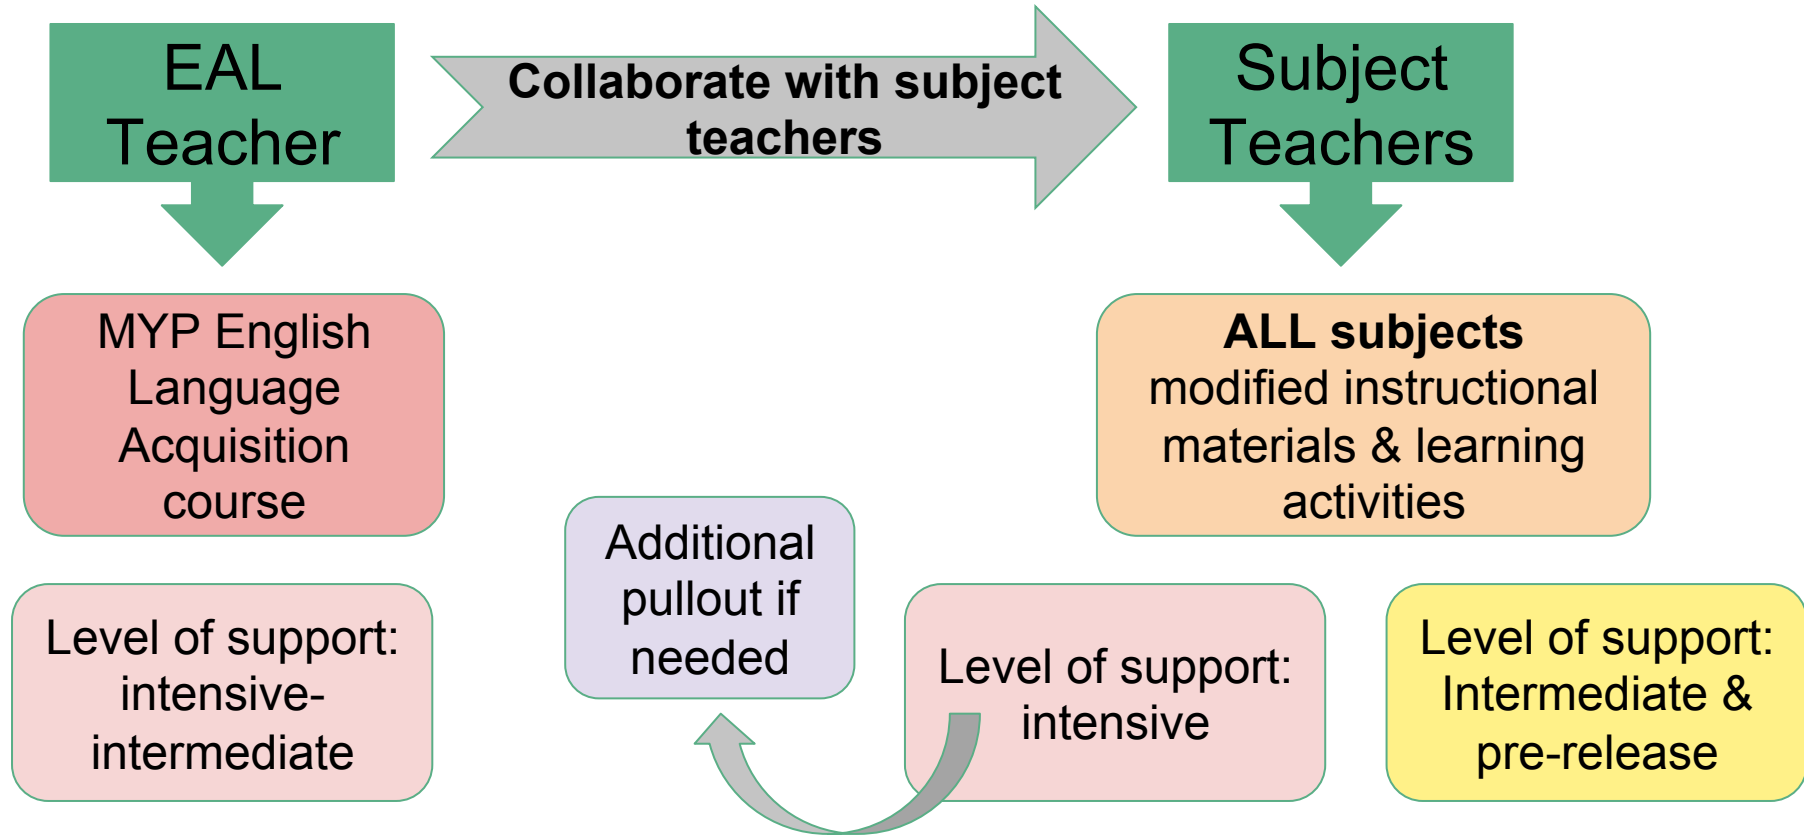 EAL
Teacher
Collaborate with subject
teachers
Subject
Teachers
MYP English
Language
Acquisition
course
ALL subjects
modified instructional
materials & learning
activities
Level of support:
intensive-
intermediate
Additional
pullout if
needed
Level of support:
intensive
Level of support:
Intermediate &
pre-release